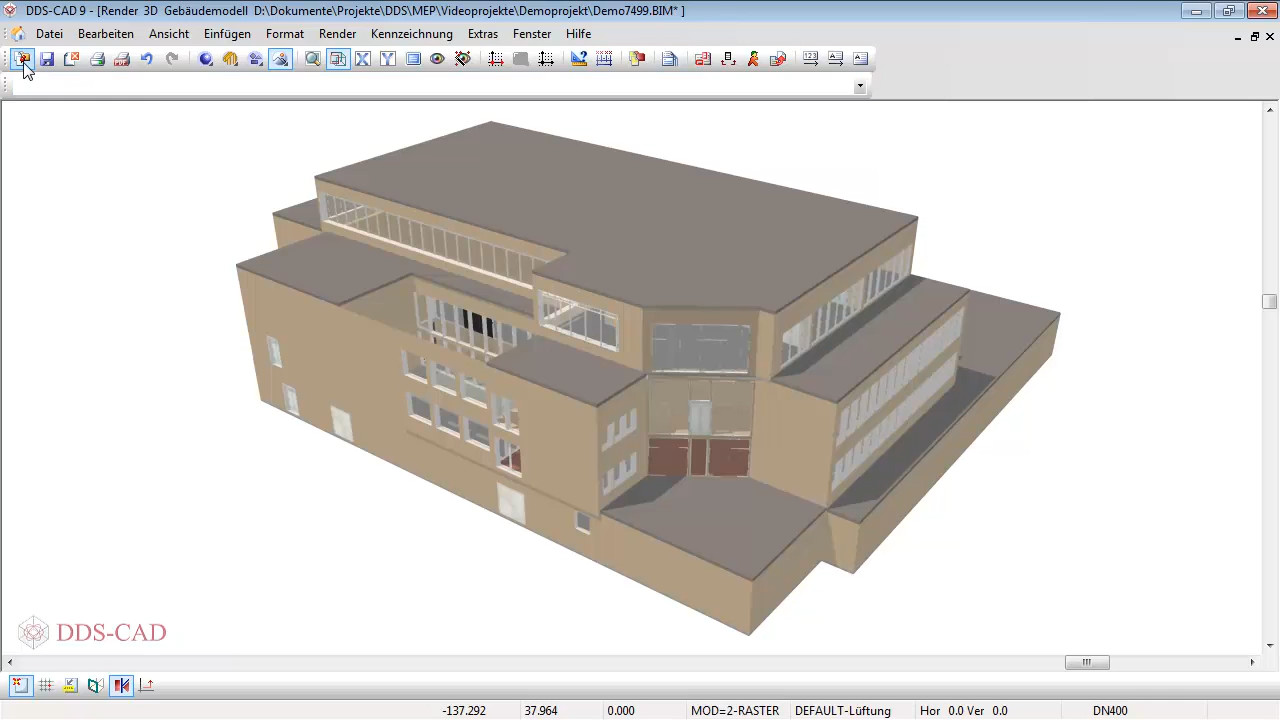 DDS-CAD 9 - [Render 3D Gebäudemodell D:\Dokumente\Projekte\DDS\MEP\Videoprojekte\Demoprojekt\Demo7499.BIM* ]
Datei Bearbeiten Ansicht Einfügen Format Render Kennzeichnung Extras Fenster Hilfe
DDS-CAD
-137.292 37.964 0.000 MOD=2-RASTER DEFAULT-Lüftung Hor 0.0 Ver 0.0 DN400